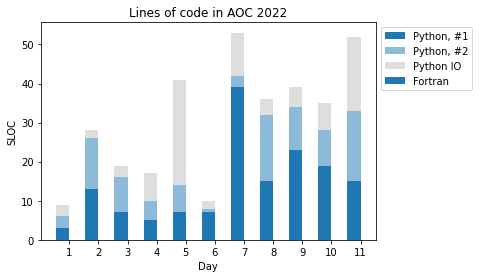 Lines of code in AOC 2022
50
40
30
20
10
0
SLOC
1 2 3 4 5 6 7 8 9 10 11
Day
Python, #1
Python, #2
Python IO
Fortran